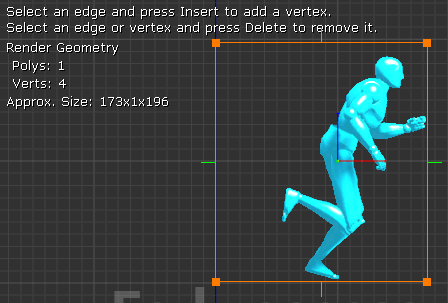 Select an edge and press Insert to add a vertex.
Select an edge or vertex and press Delete to remove it.
Render Geometry
Polys: 1
Verts: 4
Approx. Size: 173x1x196